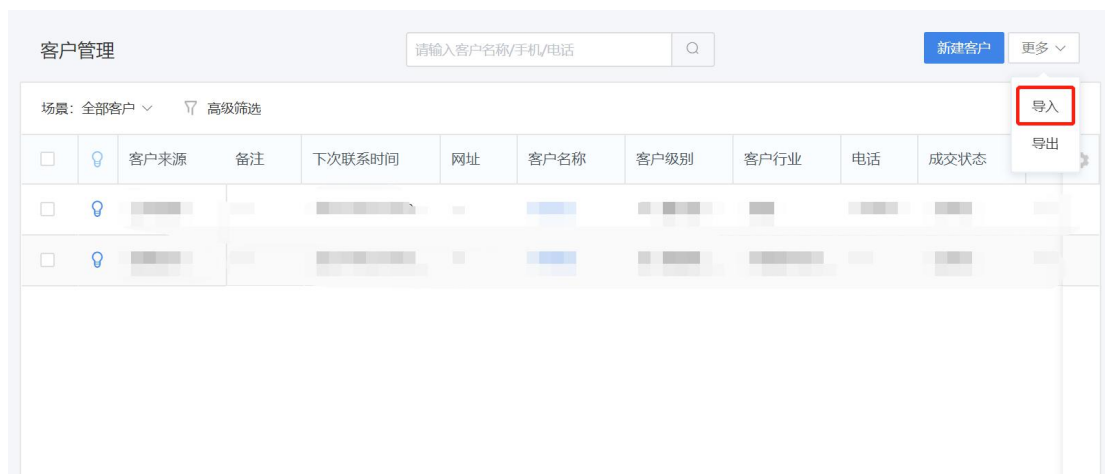 客户管理
请输入客户名称/手机/电话
新建客户
更多
场景：全部客户
高级筛选
导入
导出
客户来源 备注 下次联系时间 网址 客户名称 客户级别 客户行业 电话 成交状态